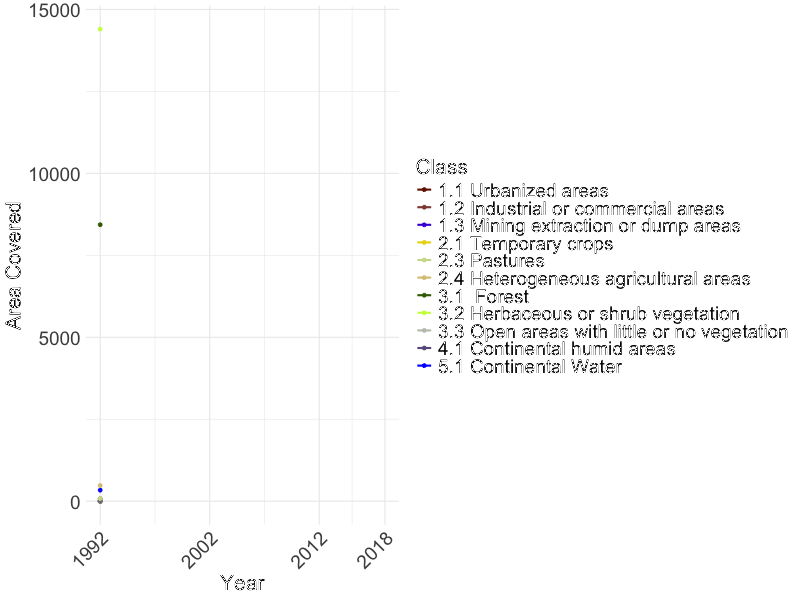 15000
10000
5000
0
Area Covered
1992
2002
2012
2018
Year
Class
1.1 Urbanized areas
1.2 Industrial or commercial areas
1.3 Mining extraction or dump areas
2.1 Temporary crops
2.3 Pastures
2.4 Heterogeneous agricultural areas
3.1 Forest
3.2 Herbaceous or shrub vegetation
3.3 Open areas with little or no vegetation
4.1 Continental humid areas
5.1 Continental Water